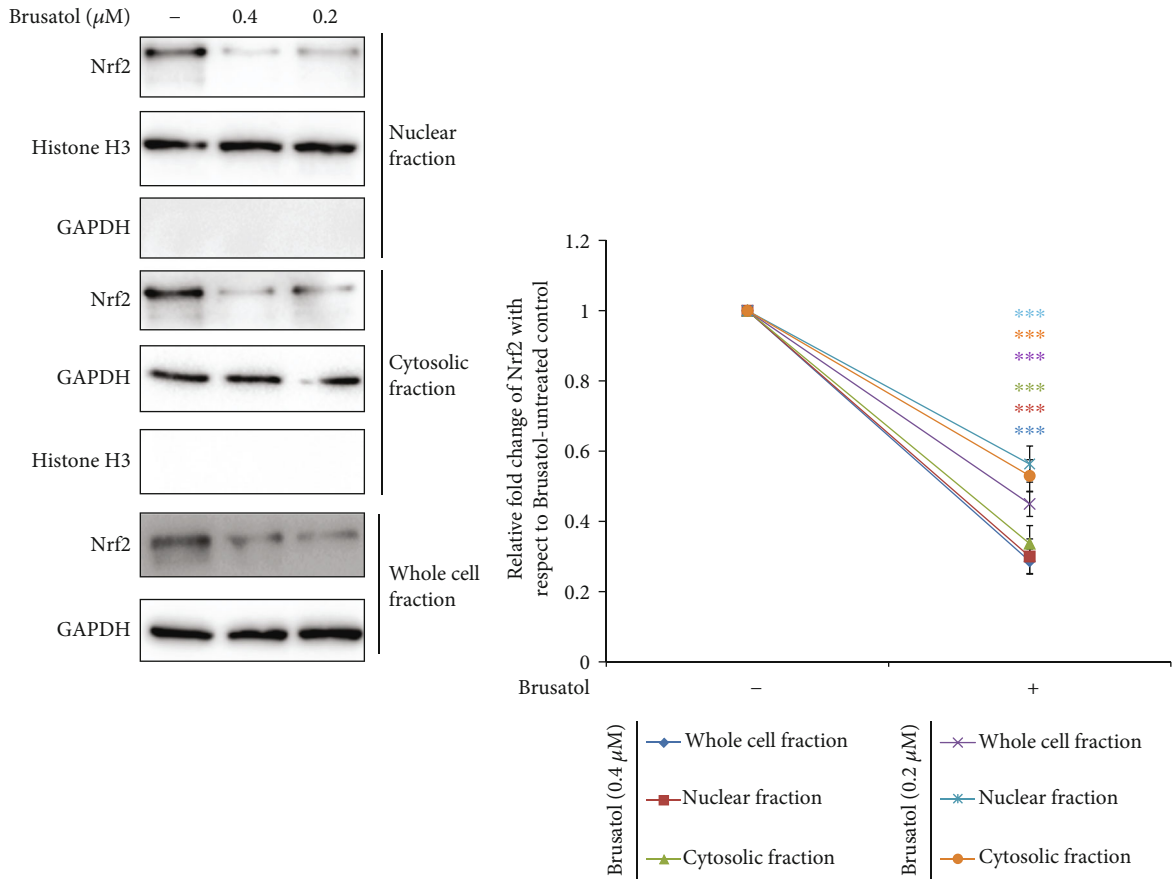 Brusatol (μM) – 0.4 0.2
Nrf2
Histone H3
GAPDH
Nuclear
fraction
Nrf2
GAPDH
Histone H3
Cytosolic
fraction
Nrf2
GAPDH
Whole cell
fraction
Relative fold change of Nrf2 with
respect to Brusatol-untreated control
1.2
1
0.8
0.6
0.4
0.2
0
∗∗∗
∗∗∗
∗∗∗
∗∗∗
∗∗∗
∗∗∗
Brusatol – +
Brusatol (0.4 μM)
Whole cell fraction
Nuclear fraction
Cytosolic fraction
Brusatol (0.2 μM)
Whole cell fraction
Nuclear fraction
Cytosolic fraction